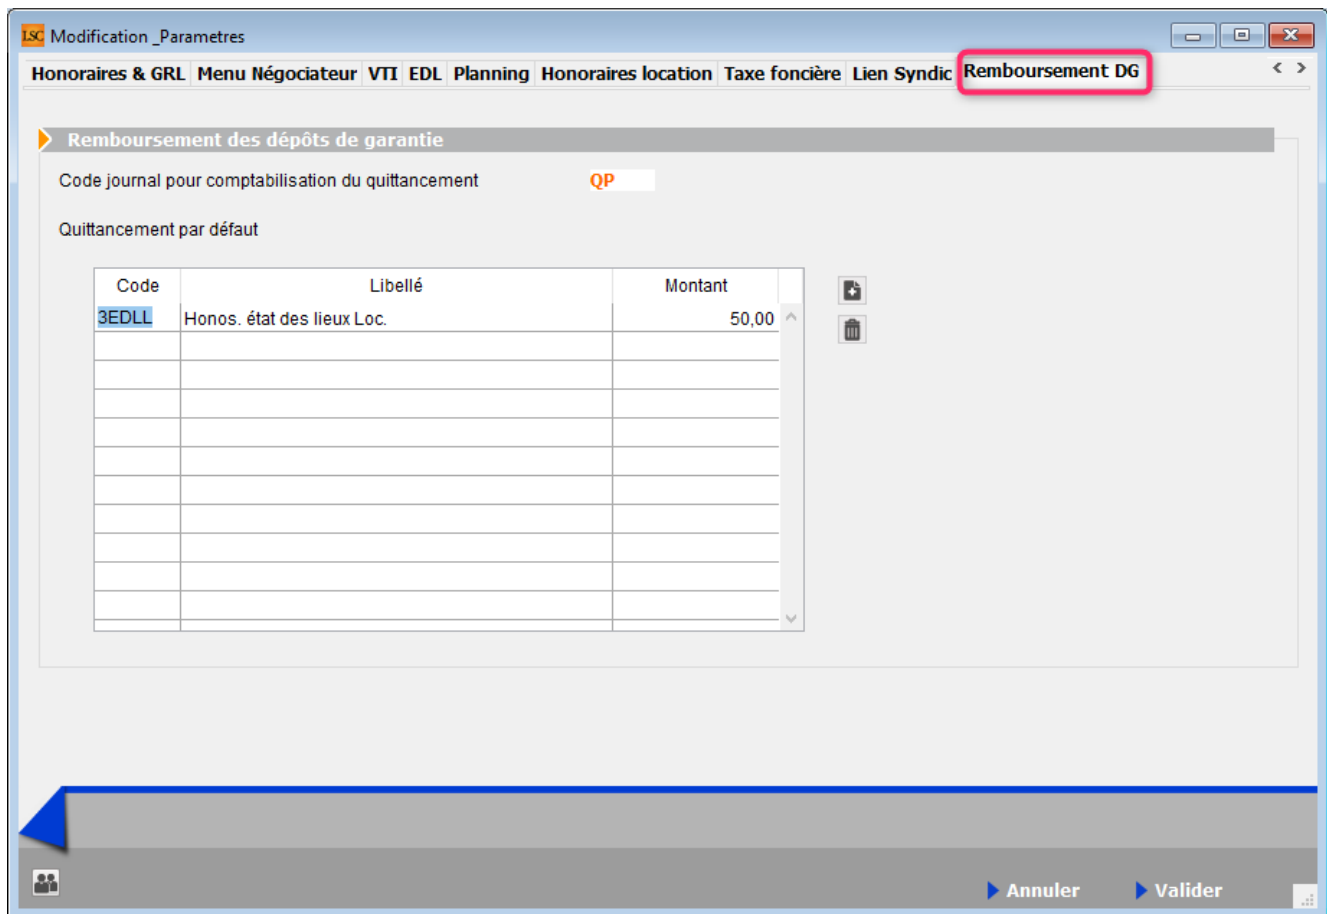 LSC Modification _Parametres
Honoraires & GRL Menu Négociateur VTI EDL Planning Honoraires location Taxe foncière Lien Syndic Remboursement DG
Remboursement des dépôts de garantie
Code journal pour comptabilisation du quittancement QP
Quittancement par défaut
Code Libellé Montant
3EDLL Honos. état des lieux Loc. 50,00
Annuler Valider